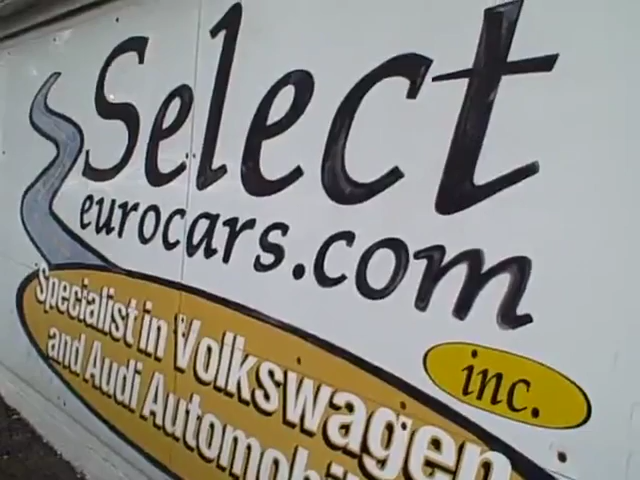 Select
eurocars.com
inc.
Specialist in Volkswagen
and Audi